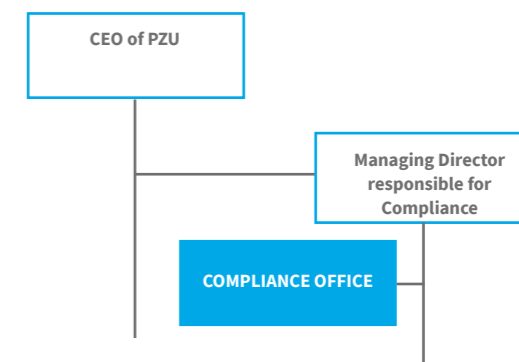 CEO of PZU
Managing Director
responsible for
Compliance
COMPLIANCE OFFICE